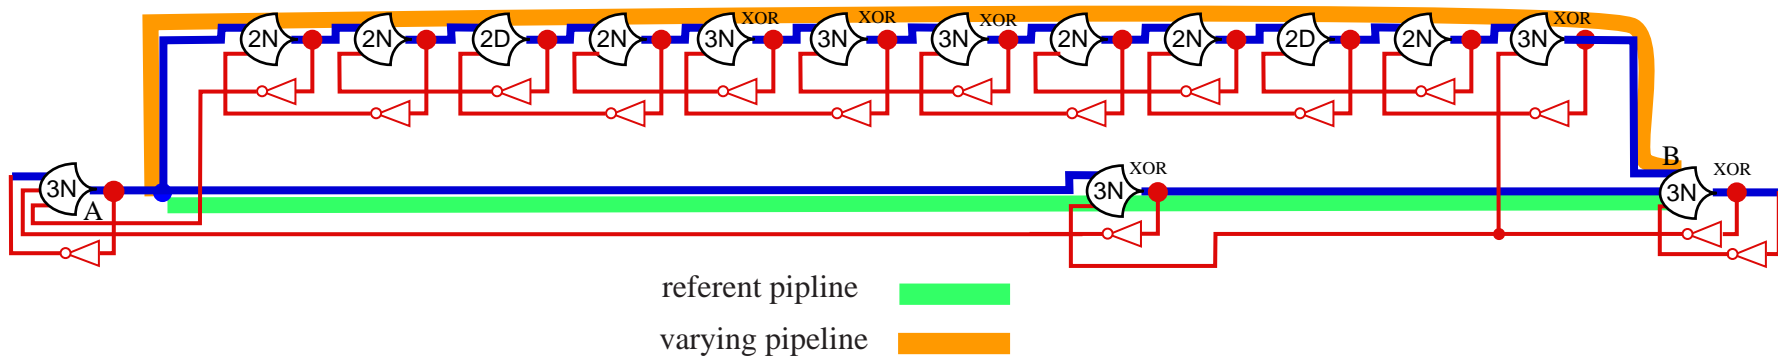 XOR XOR XOR XOR
2N 2N 2D 2N 3N 3N 3N 2N 2N 2D 2N 3N
B
XOR XOR
3N 3N 3N
A
referent pipline
varying pipeline